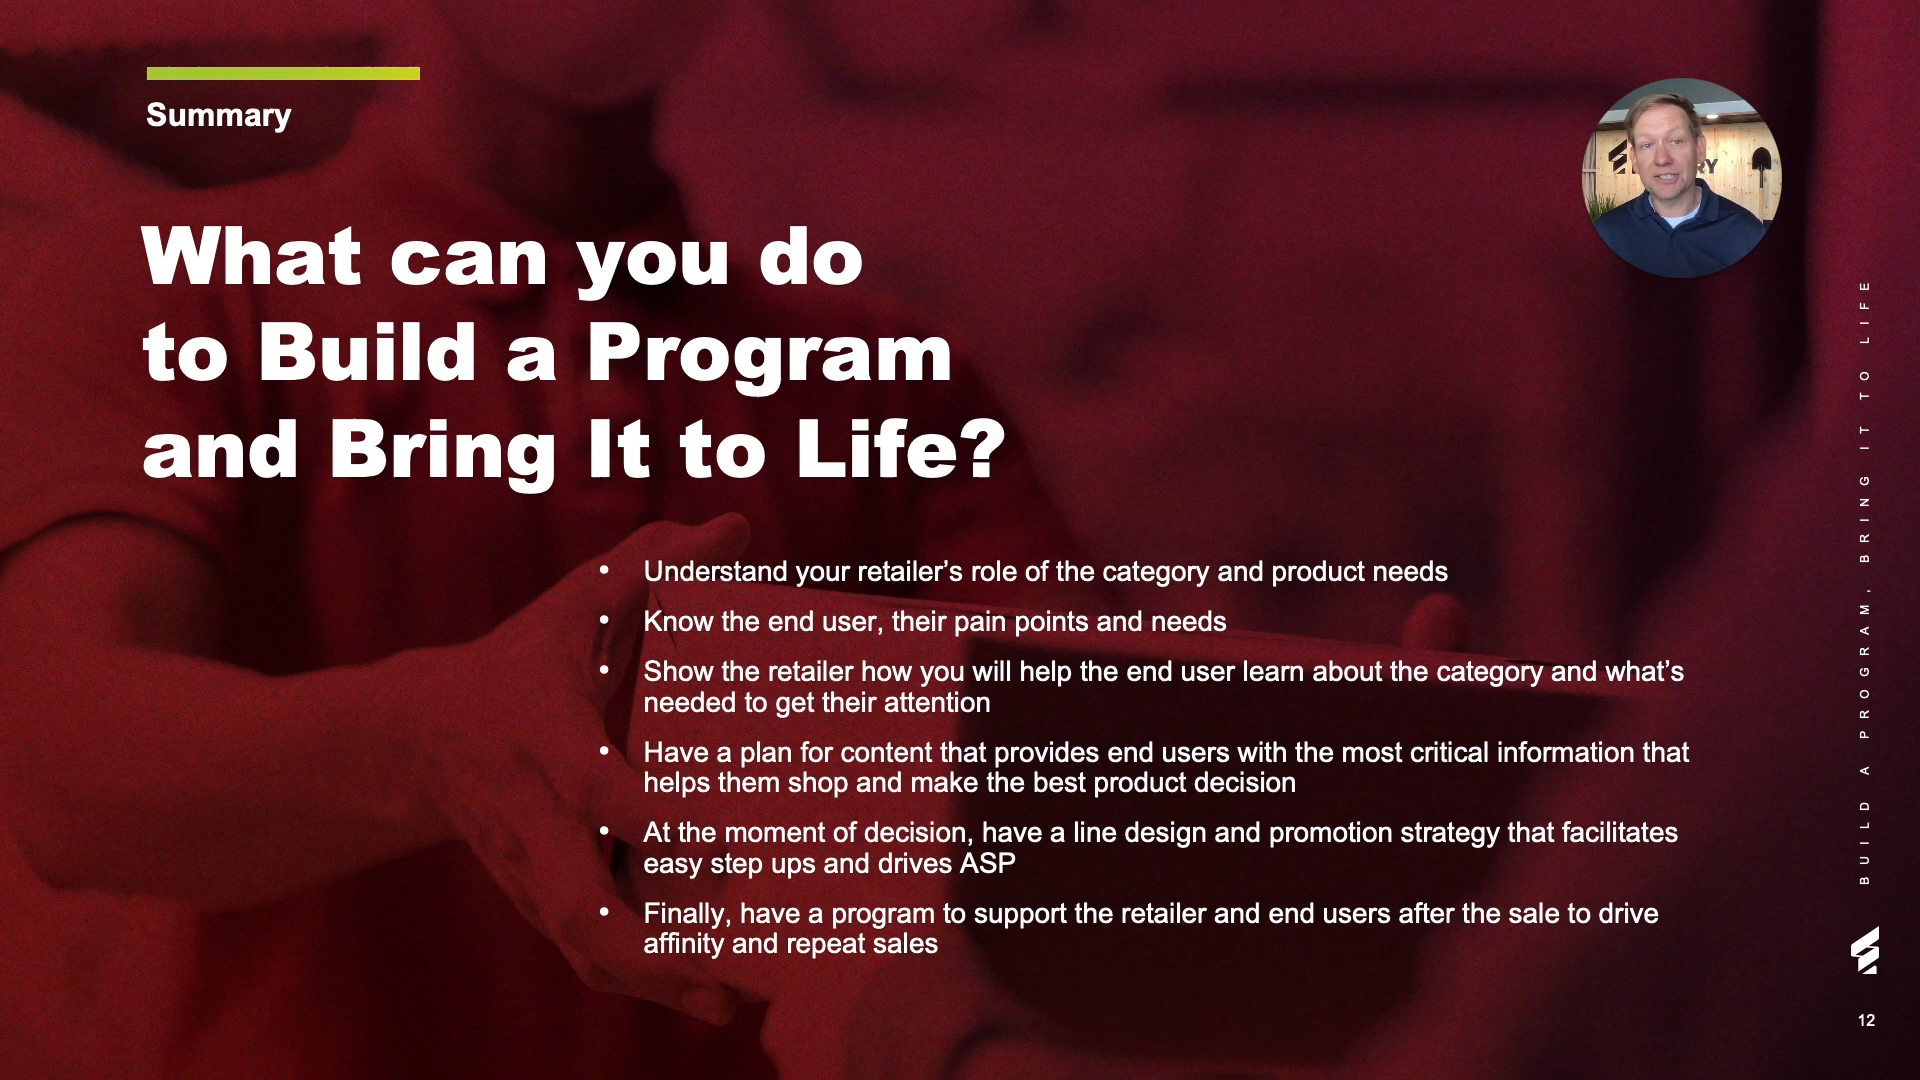 Summary
What can you do
to Build a Program
and Bring It to Life?
• Understand your retailer’s role of the category and product needs
• Know the end user, their pain points and needs
• Show the retailer how you will help the end user learn about the category and what’s
needed to get their attention
• Have a plan for content that provides end users with the most critical information that
helps them shop and make the best product decision
• At the moment of decision, have a line design and promotion strategy that facilitates
easy step ups and drives ASP
• Finally, have a program to support the retailer and end users after the sale to drive
affinity and repeat sales
BUILD A PROGRAM, BRING IT TO LIFE
12